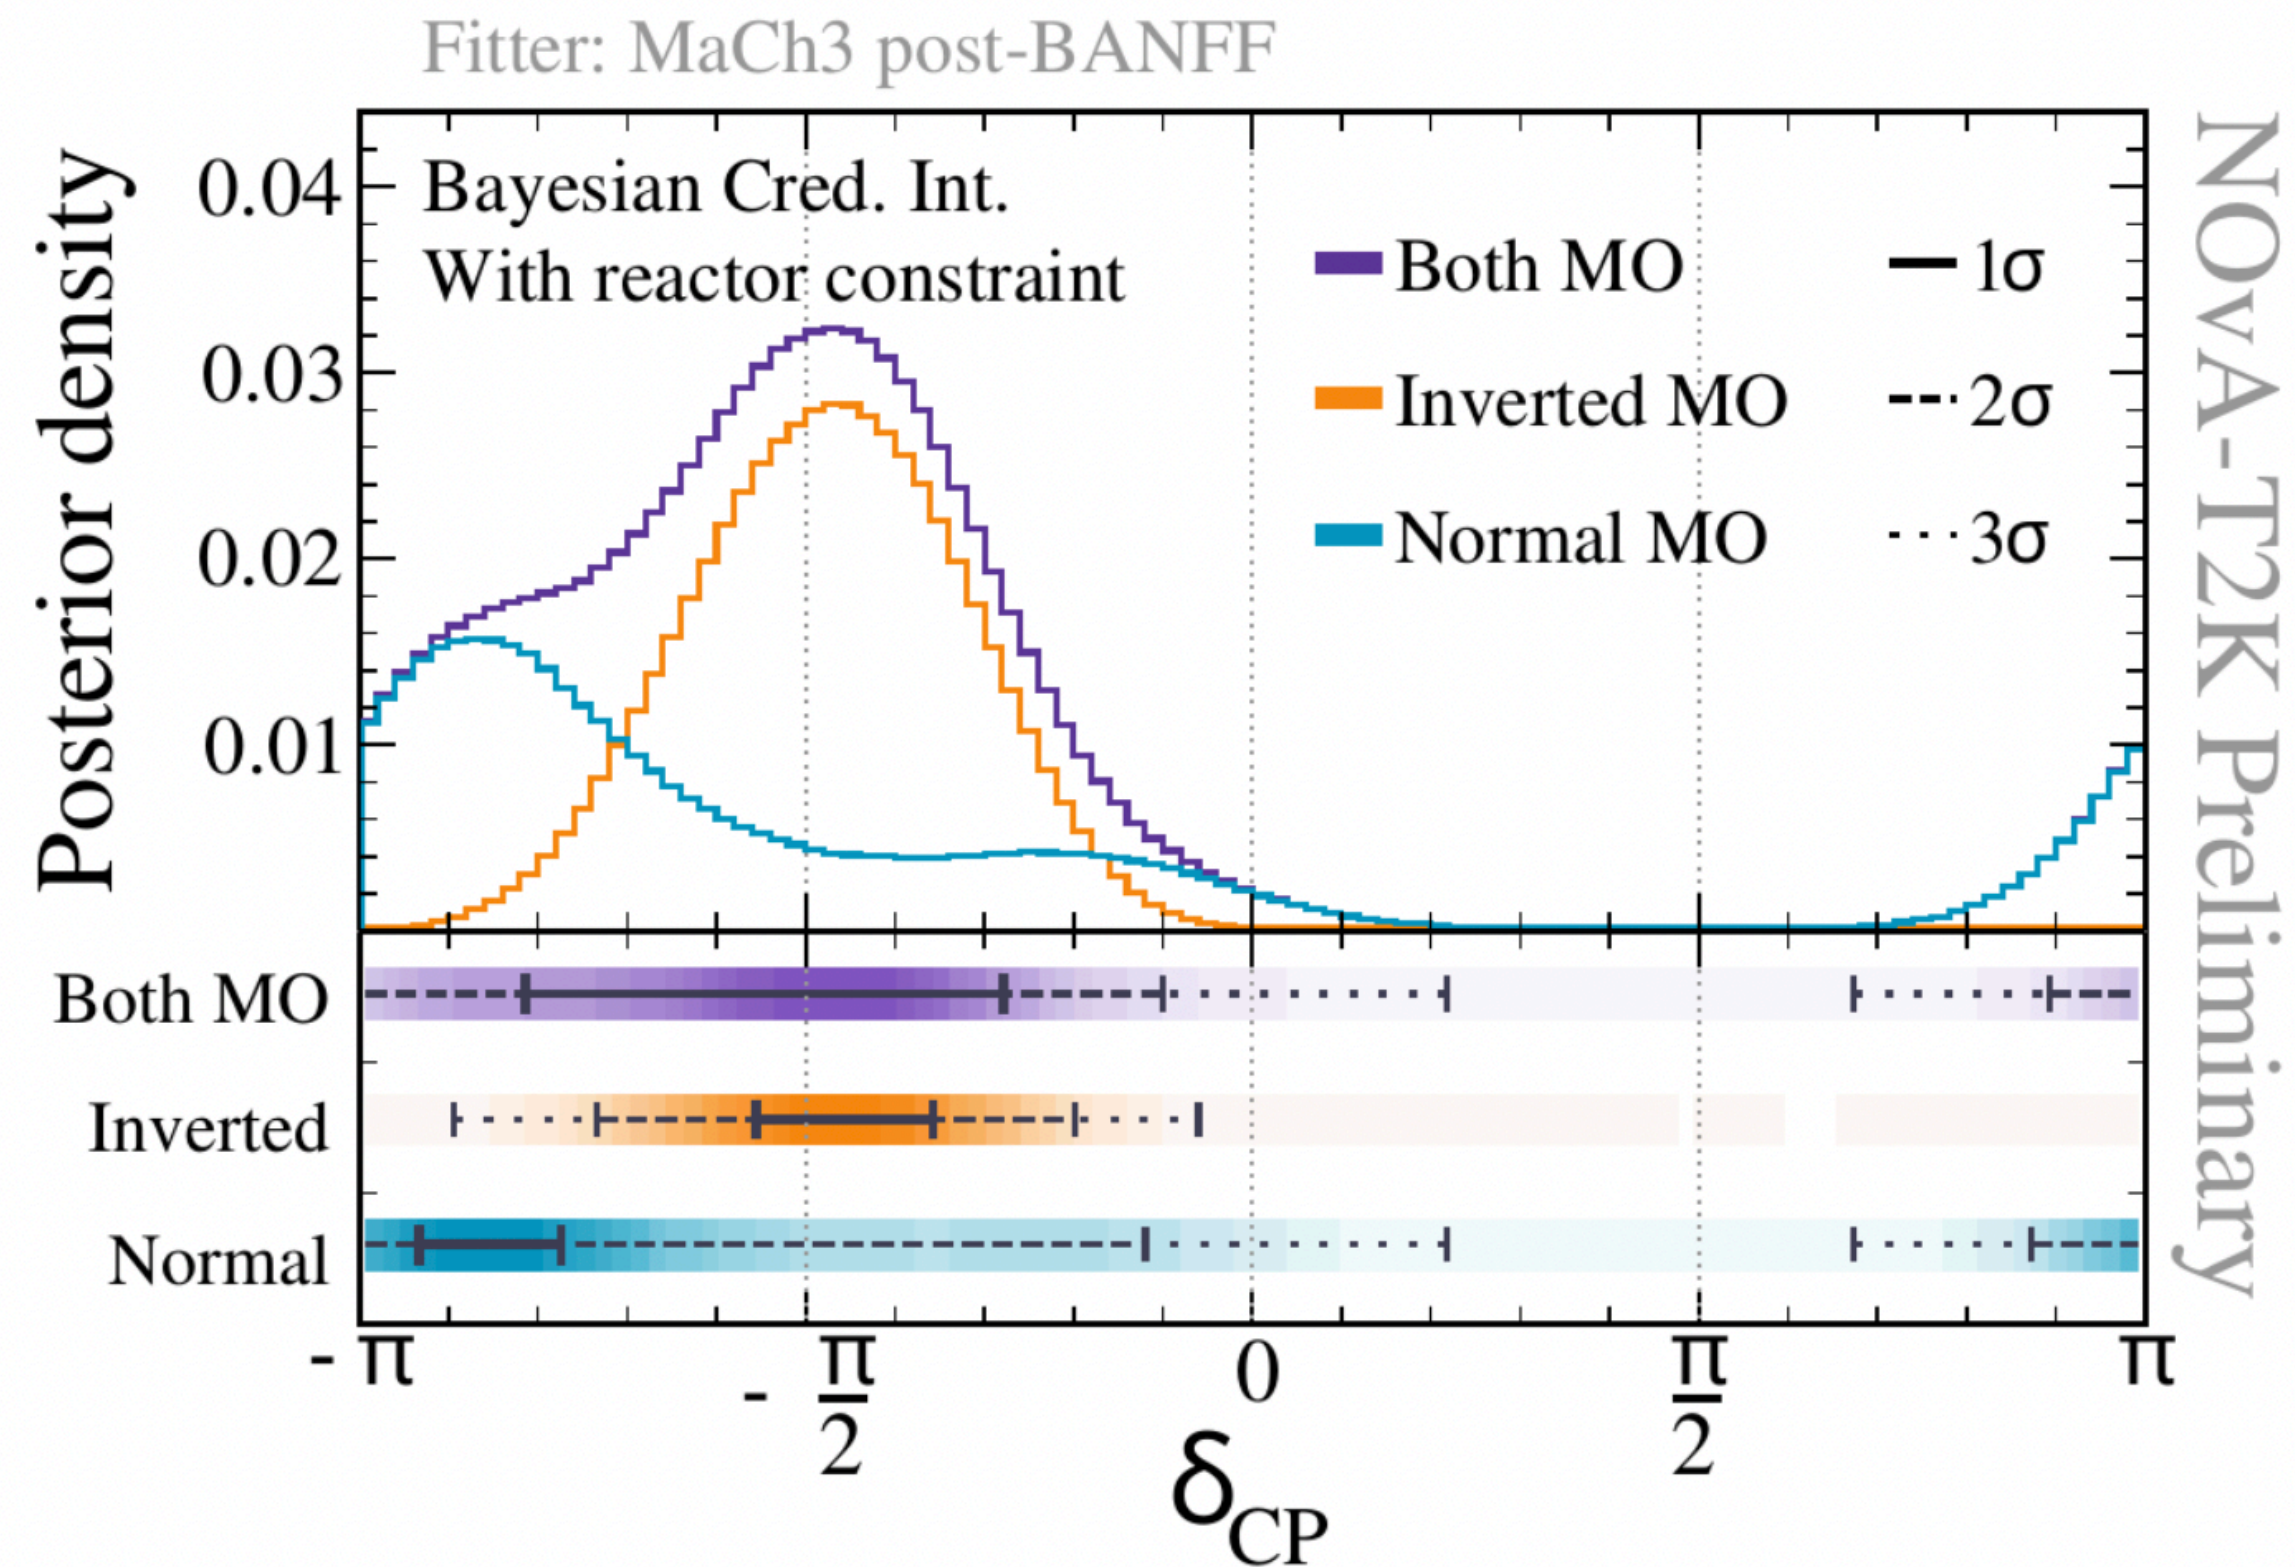 Fitter: MaCh3 post-BANFF
Posterior density
0.04
0.03
0.02
0.01
Bayesian Cred. Int.
With reactor constraint
Both MO
1σ
Inverted MO
2σ
Normal MO
3σ
NOvA-T2K Preliminary
Both MO
Inverted
Normal
-π
-π/2
0
π/2
π
δCP